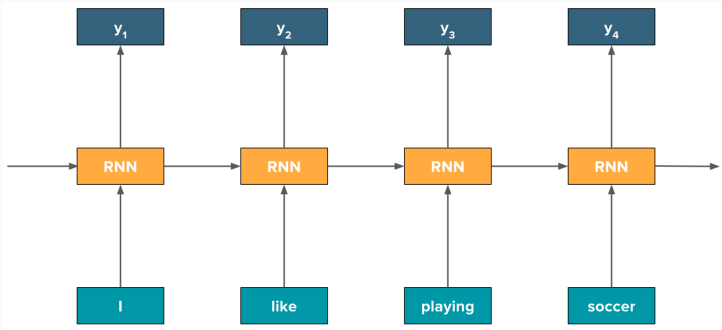 y₁ y₂ y₃ y₄
RNN RNN RNN RNN
I like playing soccer